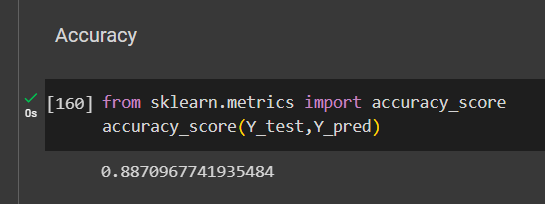 Accuracy
[160] from sklearn.metrics import accuracy_score
0s
accuracy_score(Y_test,Y_pred)
0.8870967741935484